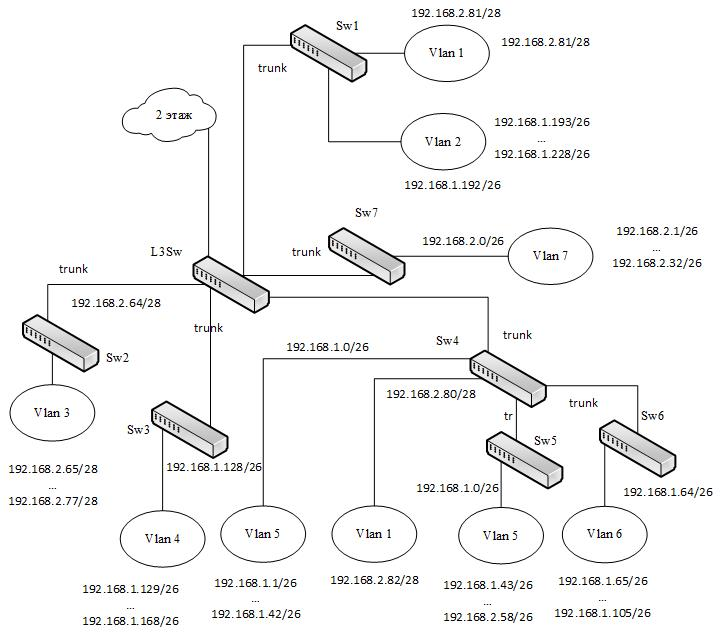 192.168.2.81/28
Sw1
Vlan 1
192.168.2.81/28
trunk
2 этаж
Vlan 2
192.168.1.193/26
...
192.168.1.228/26
192.168.1.192/26
Sw7
192.168.2.0/26
Vlan 7
192.168.2.1/26
...
192.168.2.32/26
trunk
L3Sw
trunk
192.168.2.64/28
trunk
Sw2
Vlan 3
192.168.2.65/28
...
192.168.2.77/28
Sw4
trunk
192.168.1.0/26
192.168.2.80/28
tr
trunk
Sw3
192.168.1.128/26
Sw5
Sw6
192.168.1.0/26
192.168.1.64/26
Vlan 4
Vlan 5
Vlan 1
Vlan 5
Vlan 6
192.168.1.129/26
...
192.168.1.168/26
192.168.1.1/26
...
192.168.1.42/26
192.168.2.82/28
192.168.1.43/26
...
192.168.2.58/26
192.168.1.65/26
...
192.168.1.105/26